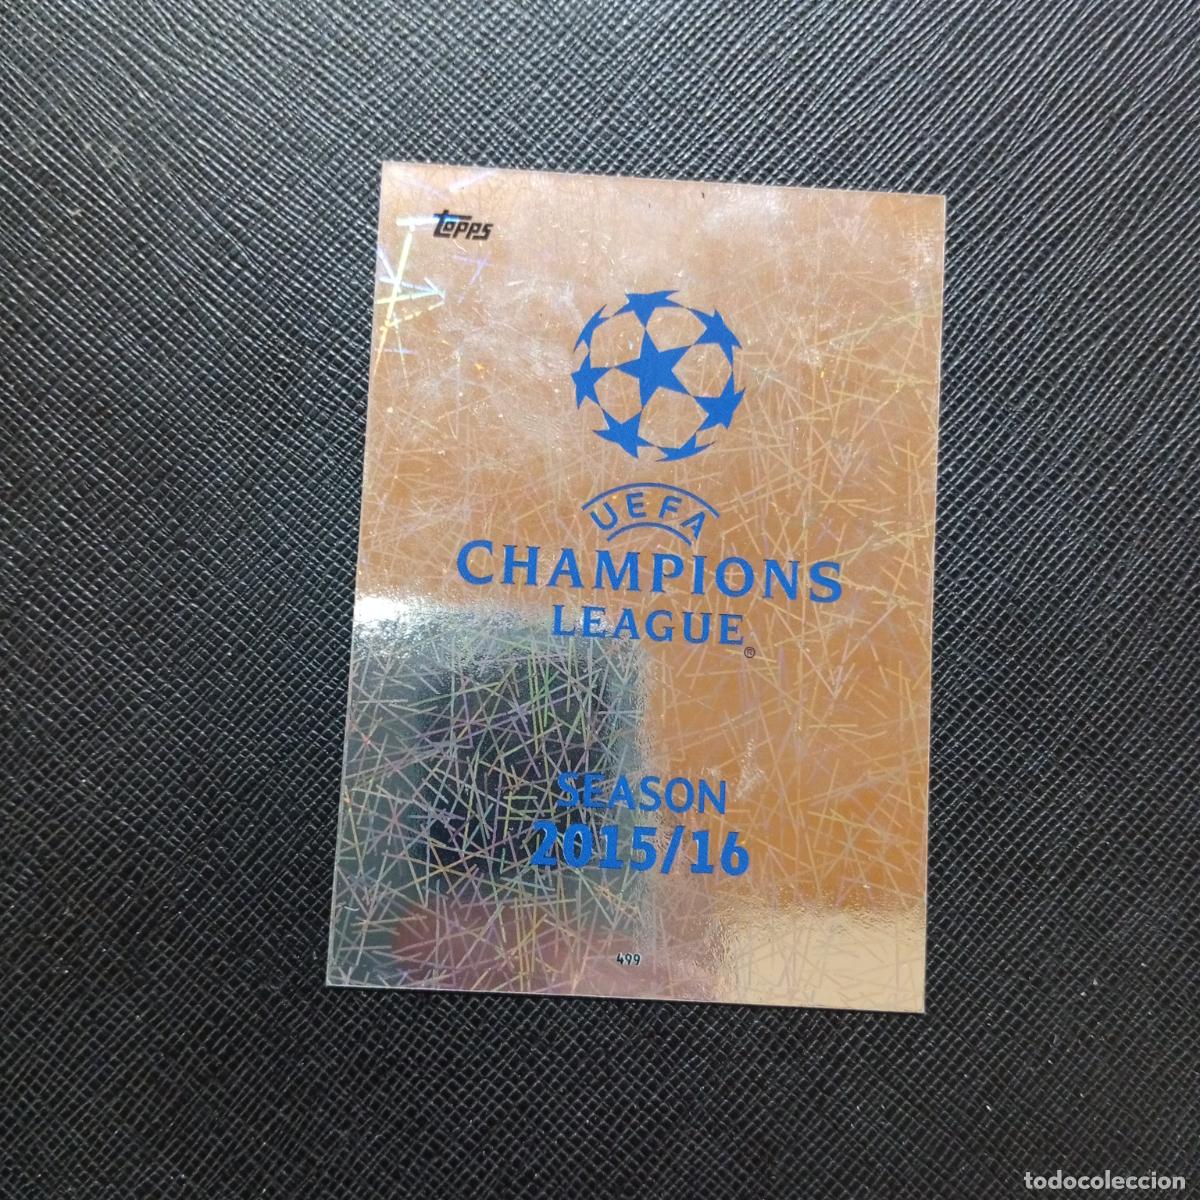 Topps
UEFA
CHAMPIONS
LEAGUE®
SEASON
2015/16
499
todocoleccion